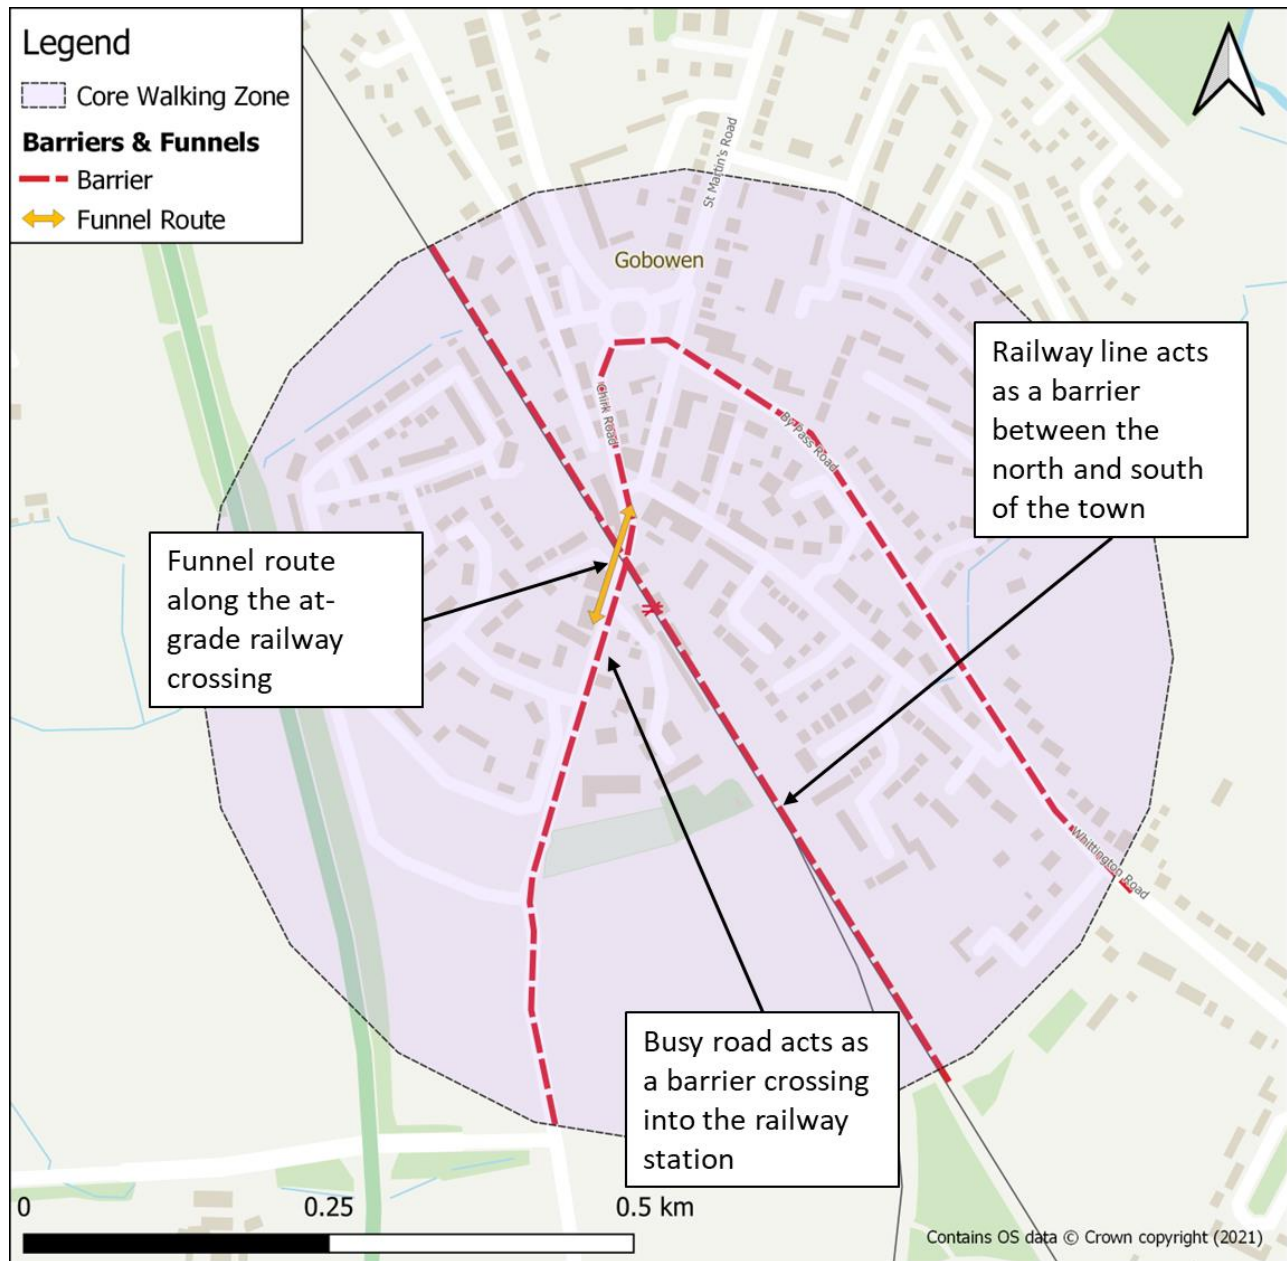 Legend
Core Walking Zone
Barriers & Funnels
Barrier
Funnel Route
St Martin's Road
Gobowen
Chirk Road
By Pass Road
Railway line acts
as a barrier
between the
north and south
of the town
Funnel route
along the at-
grade railway
crossing
Whittington Road
Busy road acts as
a barrier crossing
into the railway
station
0
0.25
0.5 km
Contains OS data © Crown copyright (2021)